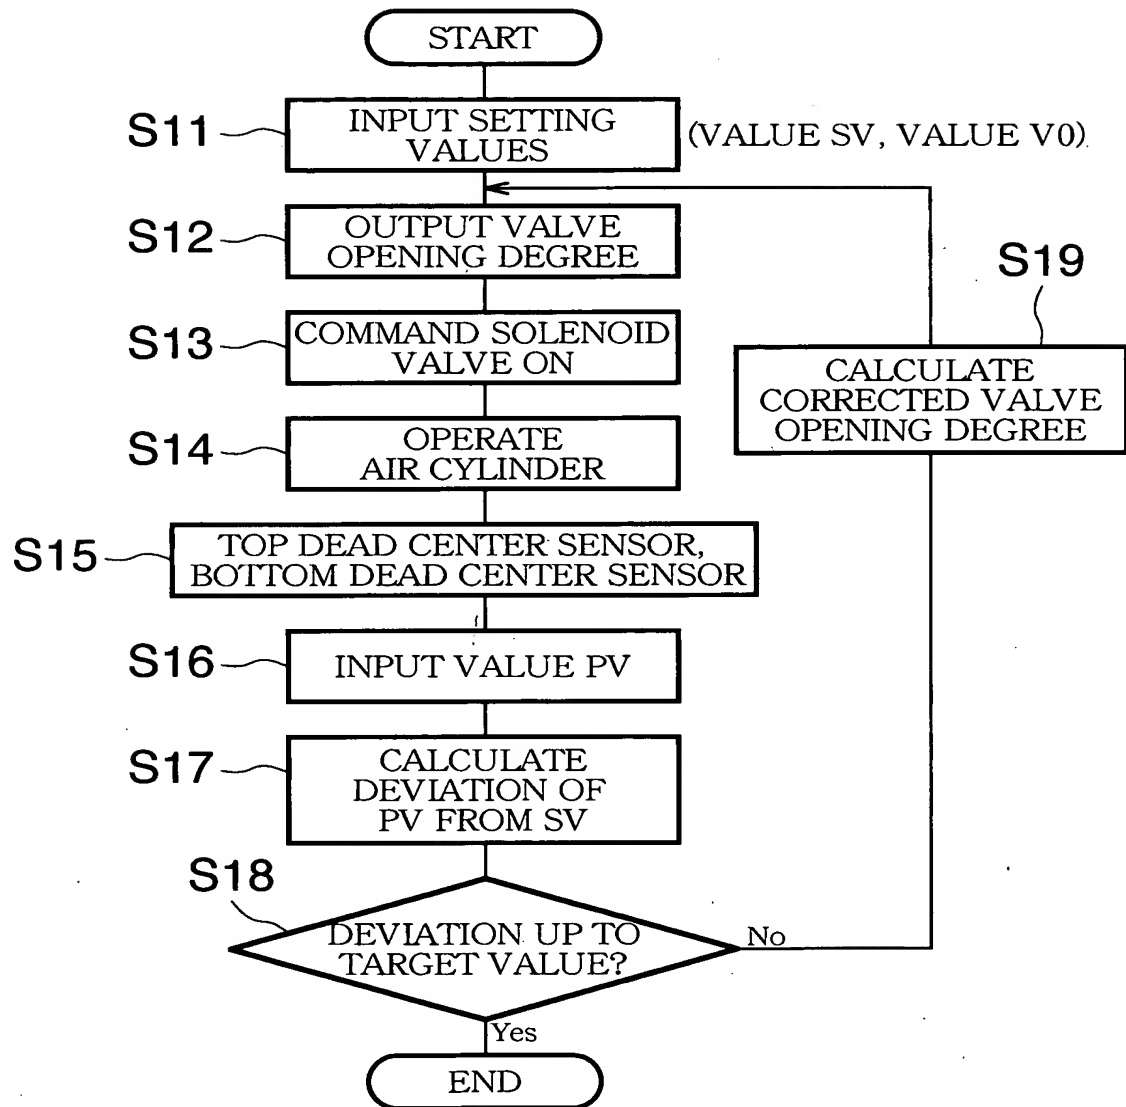 START
S11
INPUT SETTING
VALUES
(VALUE SV, VALUE V0)
S12
OUTPUT VALVE
OPENING DEGREE
S19
S13
COMMAND SOLENOID
VALVE ON
CALCULATE
CORRECTED VALVE
OPENING DEGREE
S14
OPERATE
AIR CYLINDER
S15
TOP DEAD CENTER SENSOR,
BOTTOM DEAD CENTER SENSOR
S16
INPUT VALUE PV
S17
CALCULATE
DEVIATION OF
PV FROM SV
S18
DEVIATION UP TO
TARGET VALUE?
No
Yes
END